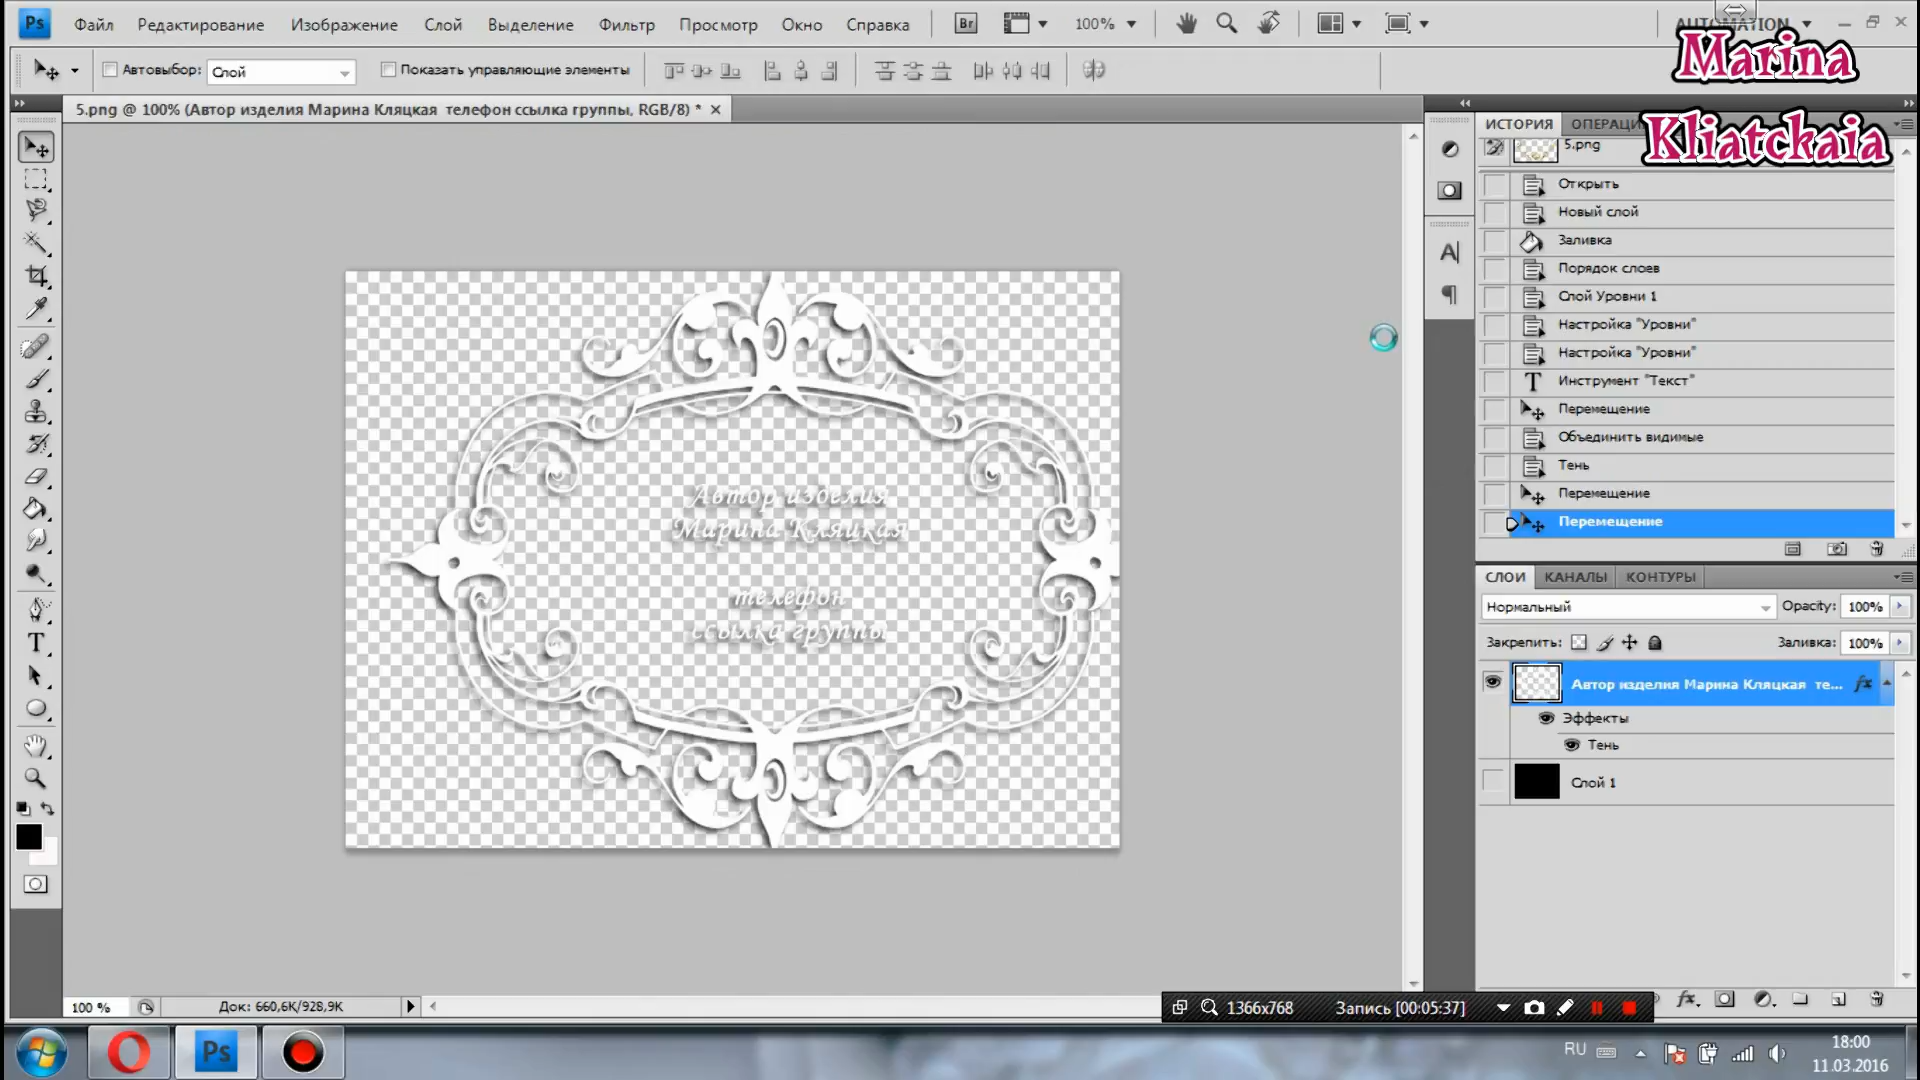 Ps Файл Редактирование Изображение Слой Выделение Фильтр Просмотр Окно Справка Br 100% AUTOMATION
Marina
Kliatckaia
Автовыбор: Слой Показать управляющие элементы
5.png @ 100% (Автор изделия Марина Кляцкая телефон ссылка группы, RGB/8) *
ИСТОРИЯ
5.png
Открыть
Новый слой
Заливка
Порядок слоев
Слой Уровни 1
Настройка "Уровни"
Настройка "Уровни"
Инструмент "Текст"
Перемещение
Объединить видимые
Тень
Перемещение
Перемещение
Автор изделия
Марина Кляцкая
телефон
ссылка группы
СЛОИ КАНАЛЫ КОНТУРЫ
Нормальный Opacity: 100%
Закрепить: Заливка: 100%
Автор изделия Марина Кляцкая те... fx
Эффекты
Тень
Слой 1
100 % Док: 660,6K/928,9K
1366x768 Запись [00:05:37]
Ps RU 18:00
11.03.2016